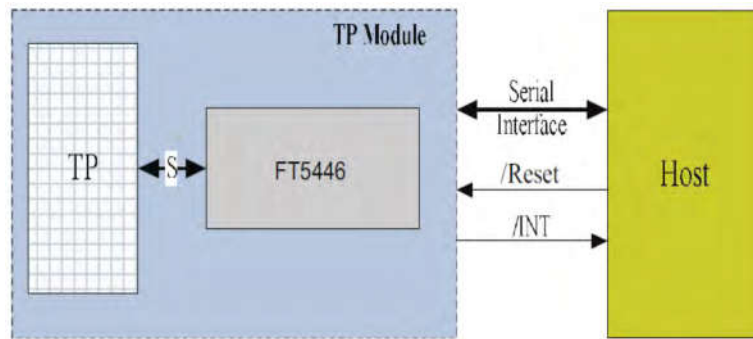 TP Module
TP
S
FT5446
Serial
Interface
/Reset
/INT
Host